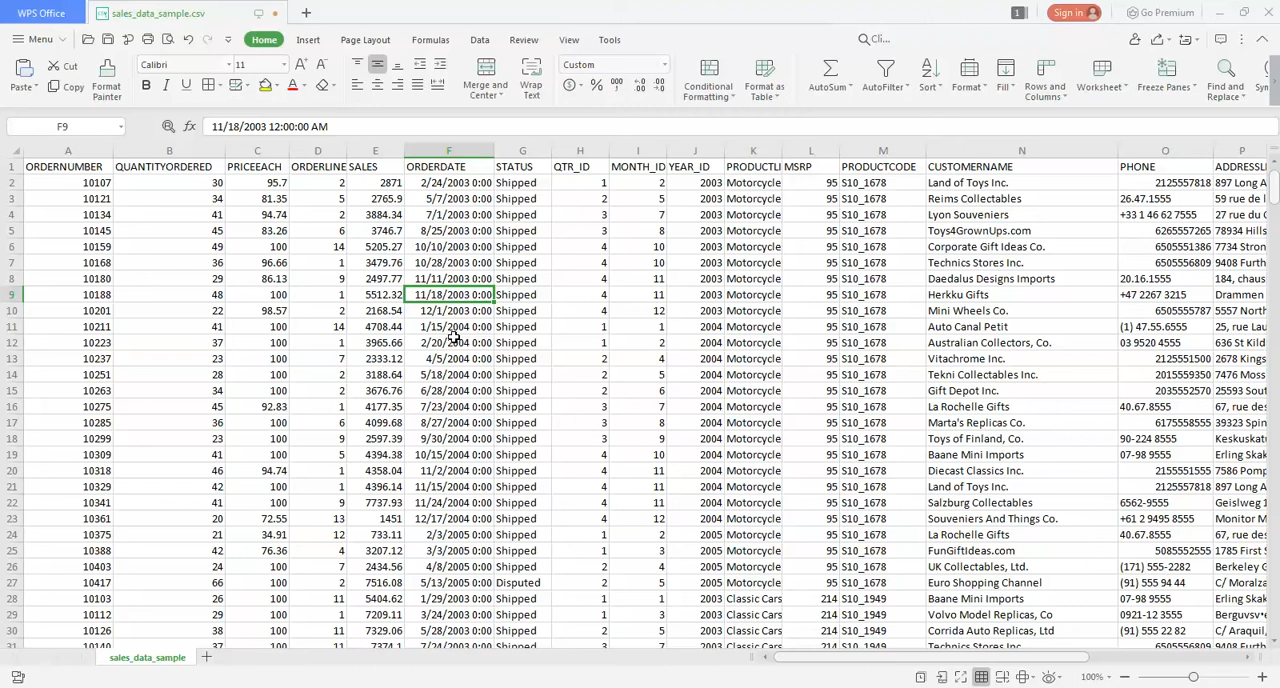 WPS Office sales_data_sample.csv 1 Sign in Go Premium
Menu Home Insert Page Layout Formulas Data Review View Tools Cli...
Cut Calibri 11 Custom
Paste Copy Format Painter B I U Merge and Center Wrap Text Conditional Formatting Format as Table AutoSum AutoFilter Sort Format Fill Rows and Columns Worksheet Freeze Panes Find and Replace
F9 fx 11/18/2003 12:00:00 AM
A B C D E F G H I J K L M N O P
1 ORDERNUMBER QUANTITYORDERED PRICEEACH ORDERLINE SALES ORDERDATE STATUS QTR_ID MONTH_ID YEAR_ID PRODUCTLI MSRP PRODUCTCODE CUSTOMERNAME PHONE ADDRESSLI
2 10107 30 95.7 2 2871 2/24/2003 0:00 Shipped 1 2 2003 Motorcycle 95 S10_1678 Land of Toys Inc. 2125557818 897 Long A
3 10121 34 81.35 5 2765.9 5/7/2003 0:00 Shipped 2 5 2003 Motorcycle 95 S10_1678 Reims Collectables 26.47.1555 59 rue de l
4 10134 41 94.74 2 3884.34 7/1/2003 0:00 Shipped 3 7 2003 Motorcycle 95 S10_1678 Lyon Souveniers +33 1 46 62 7555 27 rue du C
5 10145 45 83.26 6 3746.7 8/25/2003 0:00 Shipped 3 8 2003 Motorcycle 95 S10_1678 Toys4GrownUps.com 6265557265 78934 Hills
6 10159 49 100 14 5205.27 10/10/2003 0:00 Shipped 4 10 2003 Motorcycle 95 S10_1678 Corporate Gift Ideas Co. 6505551386 7734 Stron
7 10168 36 96.66 1 3479.76 10/28/2003 0:00 Shipped 4 10 2003 Motorcycle 95 S10_1678 Technics Stores Inc. 6505556809 9408 Furth
8 10180 29 86.13 9 2497.77 11/11/2003 0:00 Shipped 4 11 2003 Motorcycle 95 S10_1678 Daedalus Designs Imports 20.16.1555 184, chaus
9 10188 48 100 1 5512.32 11/18/2003 0:00 Shipped 4 11 2003 Motorcycle 95 S10_1678 Herkku Gifts +47 2267 3215 Drammen
10 10201 22 98.57 2 2168.54 12/1/2003 0:00 Shipped 4 12 2003 Motorcycle 95 S10_1678 Mini Wheels Co. 6505555787 5557 North
11 10211 41 100 14 4708.44 1/15/2004 0:00 Shipped 1 1 2004 Motorcycle 95 S10_1678 Auto Canal Petit (1) 47.55.6555 25, rue Lau
12 10223 37 100 1 3965.66 2/20/2004 0:00 Shipped 1 2 2004 Motorcycle 95 S10_1678 Australian Collectors, Co. 03 9520 4555 636 St Kild
13 10237 23 100 7 2333.12 4/5/2004 0:00 Shipped 2 4 2004 Motorcycle 95 S10_1678 Vitachrome Inc. 2125551500 2678 Kings
14 10251 28 100 2 3188.64 5/18/2004 0:00 Shipped 2 5 2004 Motorcycle 95 S10_1678 Tekni Collectables Inc. 2015559350 7476 Moss
15 10263 34 100 2 3676.76 6/28/2004 0:00 Shipped 2 6 2004 Motorcycle 95 S10_1678 Gift Depot Inc. 2035552570 25593 Sout
16 10275 45 92.83 1 4177.35 7/23/2004 0:00 Shipped 3 7 2004 Motorcycle 95 S10_1678 La Rochelle Gifts 40.67.8555 67, rue des
17 10285 36 100 6 4099.68 8/27/2004 0:00 Shipped 3 8 2004 Motorcycle 95 S10_1678 Marta's Replicas Co. 6175558555 39323 Spin
18 10299 23 100 9 2597.39 9/30/2004 0:00 Shipped 3 9 2004 Motorcycle 95 S10_1678 Toys of Finland, Co. 90-224 8555 Keskuskat
19 10309 41 100 5 4394.38 10/15/2004 0:00 Shipped 4 10 2004 Motorcycle 95 S10_1678 Baane Mini Imports 07-98 9555 Erling Skak
20 10318 46 94.74 1 4358.04 11/2/2004 0:00 Shipped 4 11 2004 Motorcycle 95 S10_1678 Diecast Classics Inc. 2155551555 7586 Pomp
21 10329 42 100 1 4396.14 11/15/2004 0:00 Shipped 4 11 2004 Motorcycle 95 S10_1678 Land of Toys Inc. 2125557818 897 Long A
22 10341 41 100 9 7737.93 11/24/2004 0:00 Shipped 4 11 2004 Motorcycle 95 S10_1678 Salzburg Collectables 6562-9555 Geislweg 1
23 10361 20 72.55 13 1451 12/17/2004 0:00 Shipped 4 12 2004 Motorcycle 95 S10_1678 Souveniers And Things Co. +61 2 9495 8555 Monitor M
24 10375 21 34.91 12 733.11 2/3/2005 0:00 Shipped 1 2 2005 Motorcycle 95 S10_1678 La Rochelle Gifts 40.67.8555 67, rue des
25 10388 42 76.36 4 3207.12 3/3/2005 0:00 Shipped 1 3 2005 Motorcycle 95 S10_1678 FunGiftIdeas.com 5085552555 1785 First S
26 10403 24 100 7 2434.56 4/8/2005 0:00 Shipped 2 4 2005 Motorcycle 95 S10_1678 UK Collectables, Ltd. (171) 555-2282 Berkeley G
27 10417 66 100 2 7516.08 5/13/2005 0:00 Disputed 2 5 2005 Motorcycle 95 S10_1678 Euro Shopping Channel (91) 555 94 44 C/ Moralza
28 10103 26 100 11 5404.62 1/29/2003 0:00 Shipped 1 1 2003 Classic Cars 214 S10_1949 Baane Mini Imports 07-98 9555 Erling Skak
29 10112 29 100 1 7209.11 3/24/2003 0:00 Shipped 1 3 2003 Classic Cars 214 S10_1949 Volvo Model Replicas, Co 0921-12 3555 Bergusv
30 10126 38 100 11 7329.06 5/28/2003 0:00 Shipped 2 5 2003 Classic Cars 214 S10_1949 Corrida Auto Replicas, Ltd (91) 555 22 82 C/ Araquil,
31 10140 37 100 11 7374.1 7/24/2003 0:00 Shipped 3 7 2003 Classic Cars 214 S10_1949 Technics Stores Inc. 6505556809 9408 Furth
sales_data_sample
100%